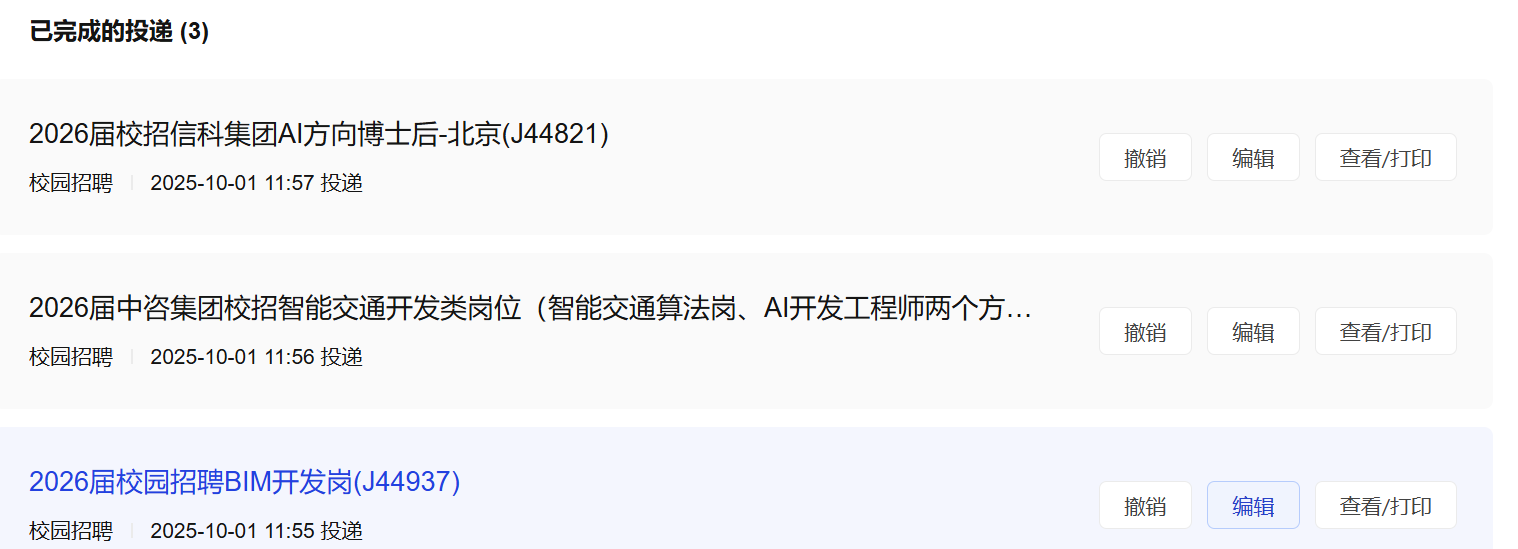 已完成的投递 (3)
2026届校招信科集团AI方向博士后-北京(J44821)
校园招聘 2025-10-01 11:57 投递
撤销 编辑 查看/打印
2026届中咨集团校招智能交通开发类岗位（智能交通算法岗、AI开发工程师两个方…
校园招聘 2025-10-01 11:56 投递
撤销 编辑 查看/打印
2026届校园招聘BIM开发岗(J44937)
校园招聘 2025-10-01 11:55 投递
撤销 编辑 查看/打印